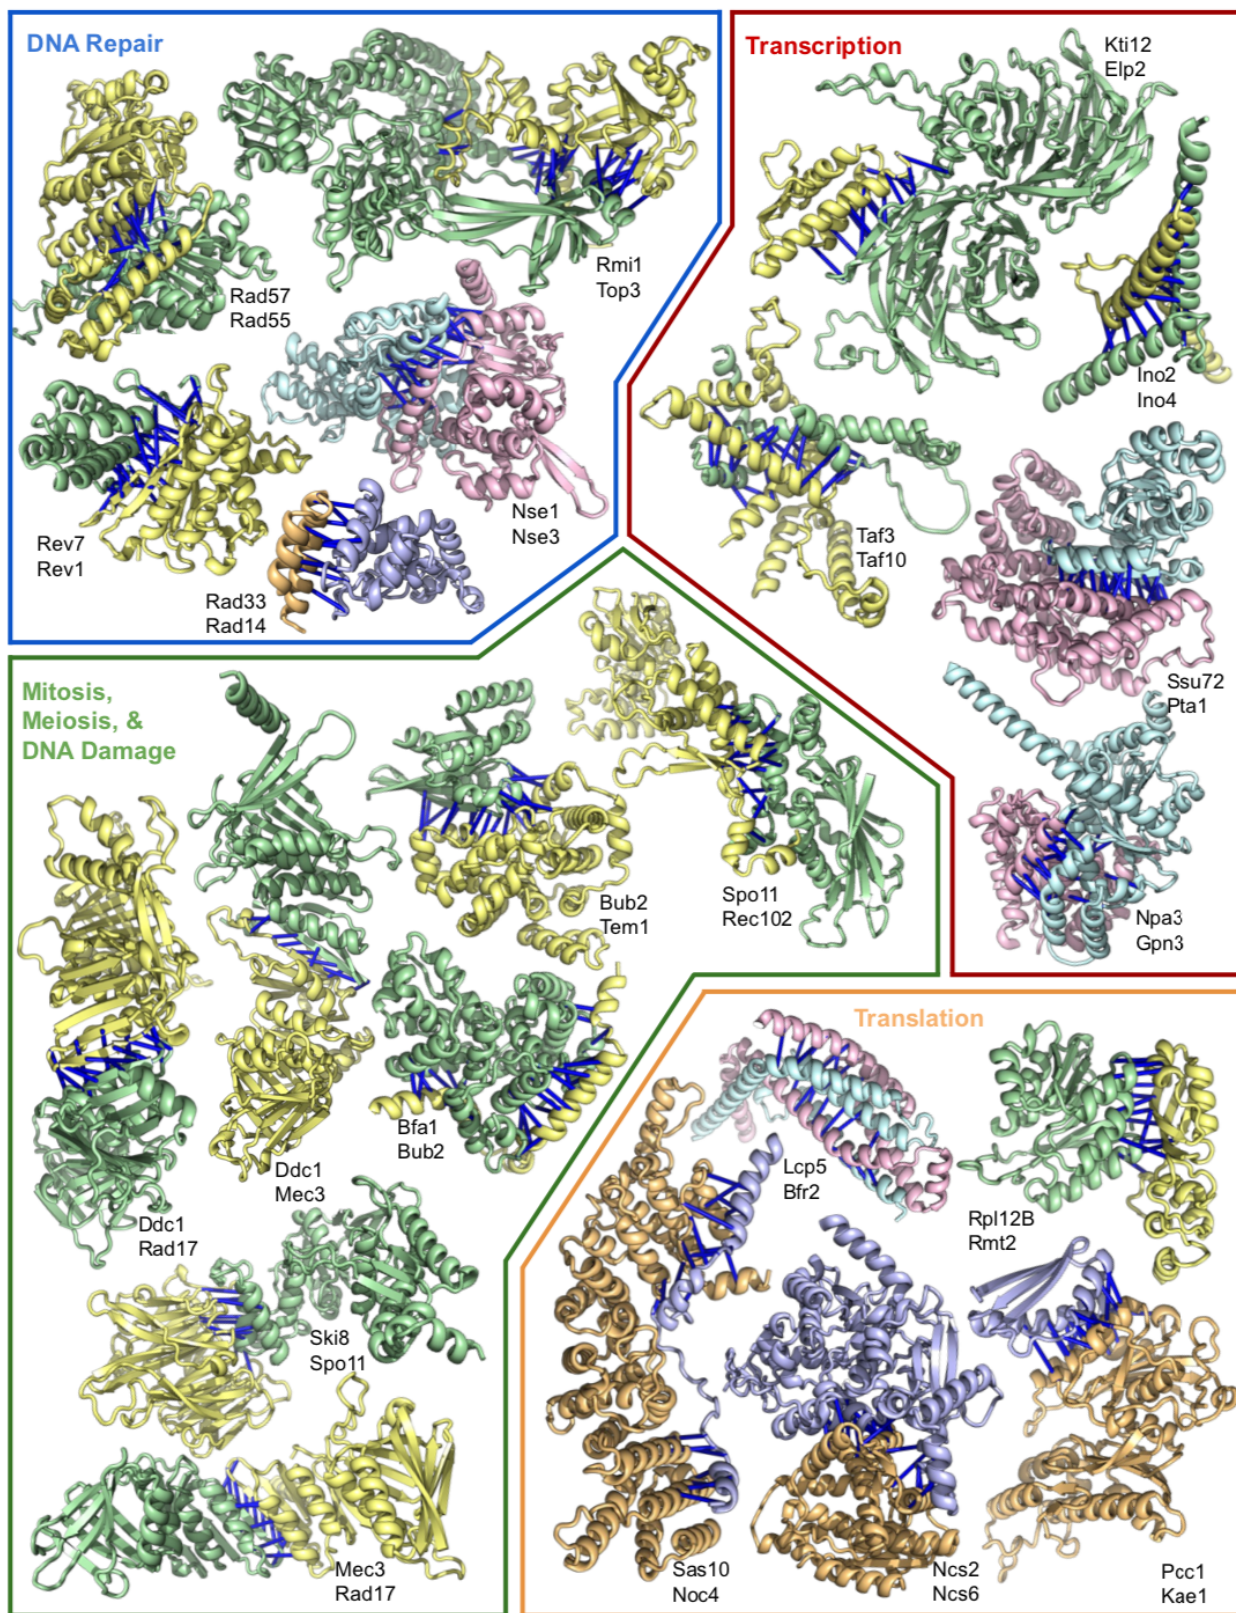 DNA Repair
Rad57
Rad55
Rmi1
Top3
Rev7
Rev1
Nse1
Nse3
Rad33
Rad14
Transcription
Kti12
Elp2
Ino2
Ino4
Taf3
Taf10
Ssu72
Pta1
Npa3
Gpn3
Mitosis,
Meiosis, &
DNA Damage
Bub2
Tem1
Spo11
Rec102
Bfa1
Bub2
Ddc1
Mec3
Ddc1
Rad17
Ski8
Spo11
Mec3
Rad17
Translation
Lcp5
Bfr2
Rpl12B
Rmt2
Sas10
Noc4
Ncs2
Ncs6
Pcc1
Kae1